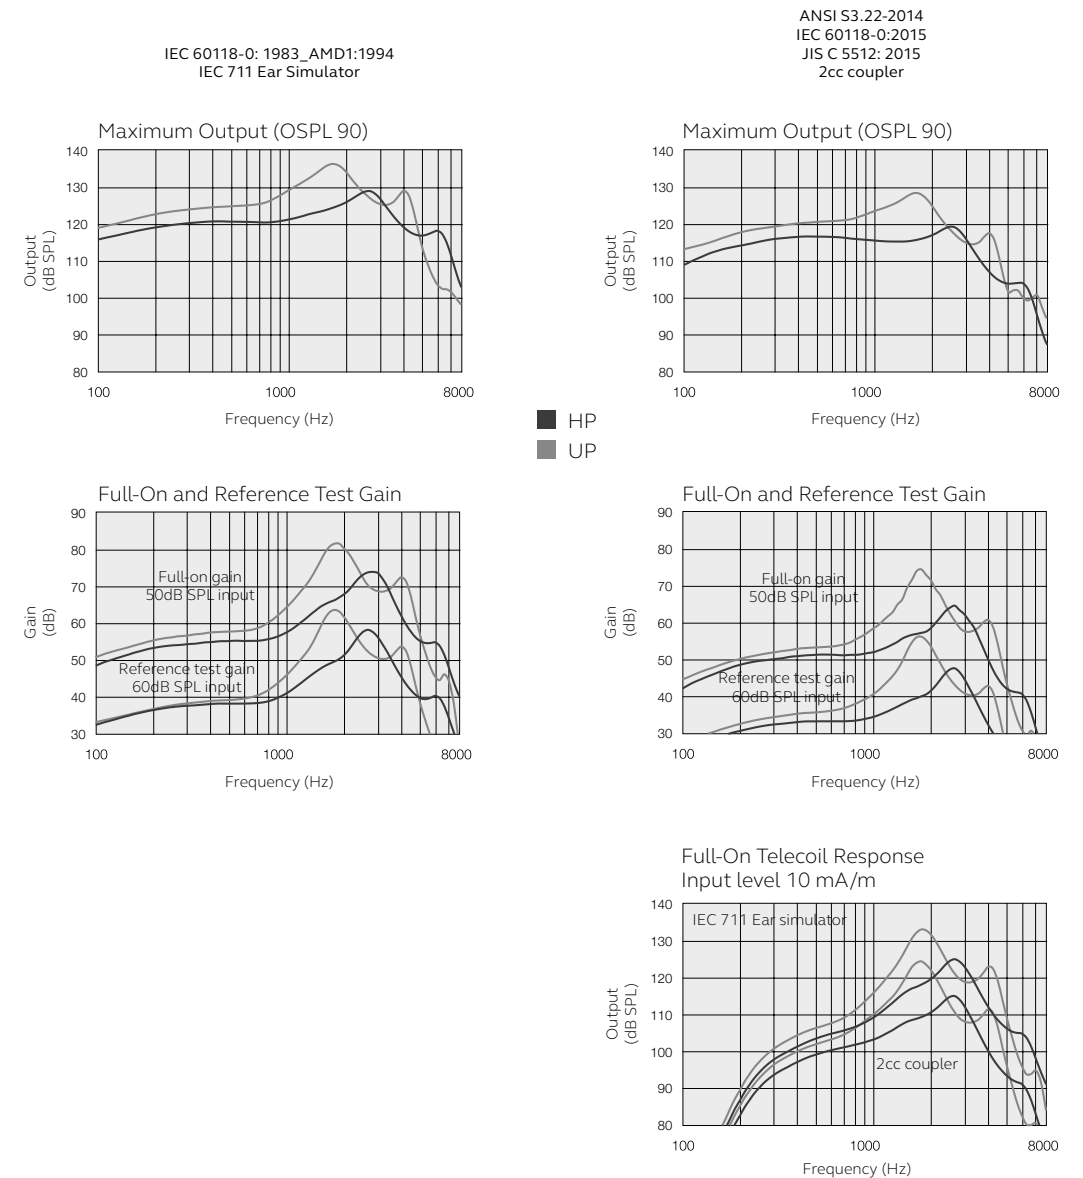 IEC 60118-0: 1983_AMD1:1994
IEC 711 Ear Simulator
ANSI S3.22-2014
IEC 60118-0:2015
JIS C 5512: 2015
2cc coupler
Maximum Output (OSPL 90)
140
130
120
110
100
90
80
Output
(dB SPL)
100
1000
8000
Frequency (Hz)
Maximum Output (OSPL 90)
140
130
120
110
100
90
80
Output
(dB SPL)
100
1000
8000
Frequency (Hz)
HP
UP
Full-On and Reference Test Gain
90
80
70
60
50
40
30
Gain
(dB)
Full-on gain
50dB SPL input
Reference test gain
60dB SPL input
100
1000
8000
Frequency (Hz)
Full-On and Reference Test Gain
90
80
70
60
50
40
30
Gain
(dB)
Full-on gain
50dB SPL input
Reference test gain
60dB SPL input
100
1000
8000
Frequency (Hz)
Full-On Telecoil Response
Input level 10 mA/m
140
130
120
110
100
90
80
Output
(dB SPL)
IEC 711 Ear simulator
2cc coupler
100
1000
8000
Frequency (Hz)